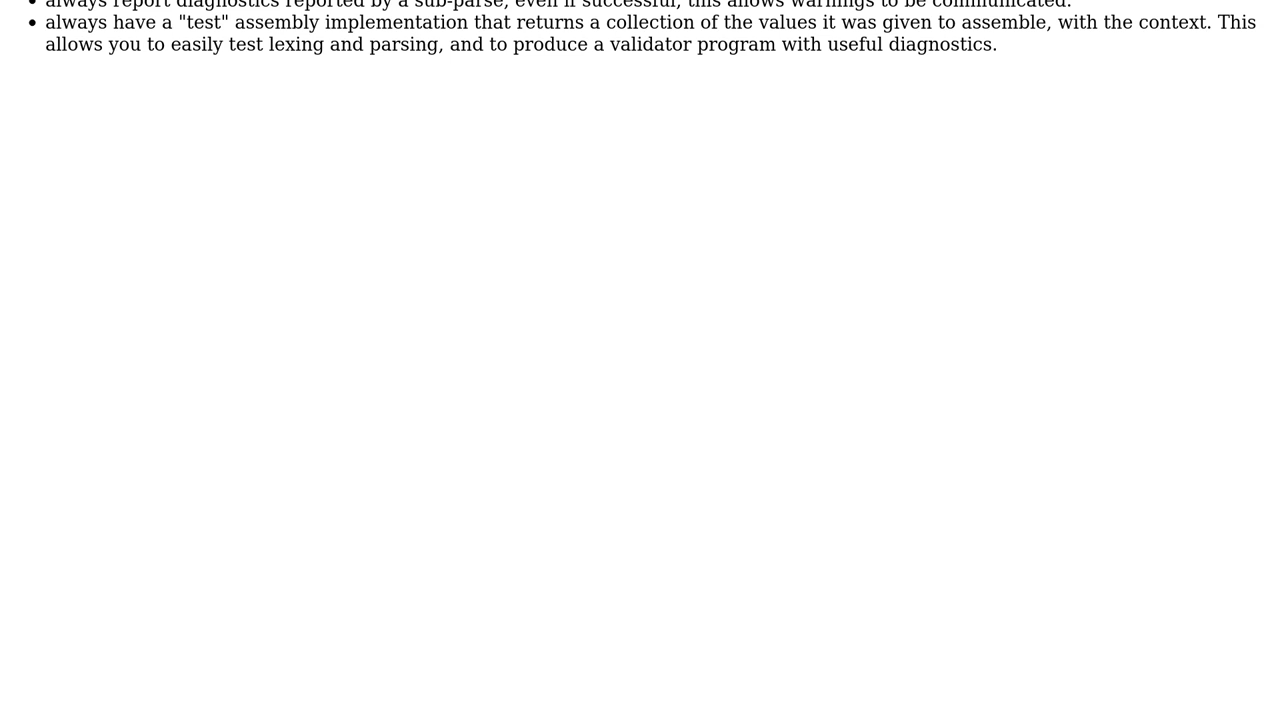 • always report diagnostics reported by a sub-parse, even if successful, this allows warnings to be communicated.
• always have a "test" assembly implementation that returns a collection of the values it was given to assemble, with the context. This
allows you to easily test lexing and parsing, and to produce a validator program with useful diagnostics.